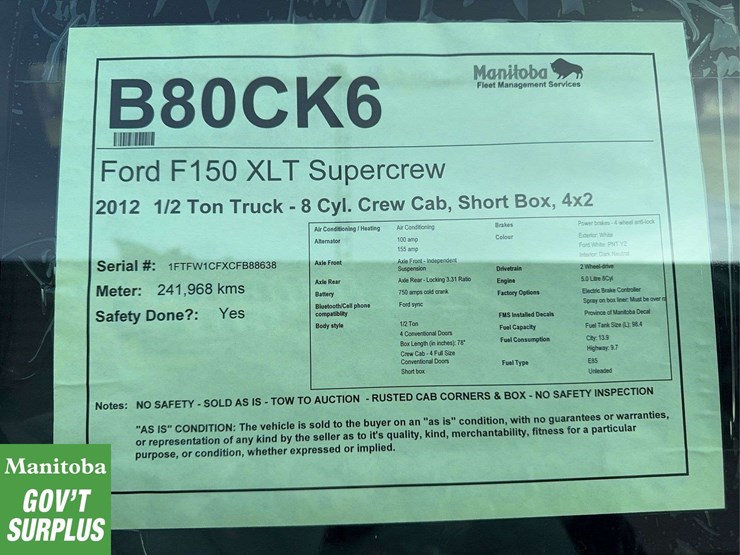 B80CK6
Manitoba
Fleet Management Services
Ford F150 XLT Supercrew
2012 1/2 Ton Truck - 8 Cyl. Crew Cab, Short Box, 4x2
Serial #: 1FTFW1CFXCFB88638
Meter: 241,968 kms
Safety Done?: Yes
Air Conditioning / Heating Air Conditioning
Alternator 100 amp
155 amp
Axle Front Axle Front - Independent
Suspension
Axle Rear Axle Rear - Locking 3.31 Ratio
Battery 750 amps cold crank
Bluetooth/Cell phone Ford sync
compatibility
Body style 1/2 Ton
4 Conventional Doors
Box Length (in inches): 78"
Crew Cab - 4 Full Size
Conventional Doors
Short box
Brakes Power brakes - 4 wheel anti-lock
Colour Exterior: White
Ford White: PNT YZ
Interior:
Drivetrain 2 Wheel-drive
Engine 5.0 Litre 8Cyl
Factory Options Electric Brake Controller
Spray on box liner: Must be over
FMS Installed Decals Province of Manitoba Decal
Fuel Capacity Fuel Tank Size (L): 98.4
Fuel Consumption City: 13.9
Highway: 9.7
Fuel Type E85
Unleaded
Notes: NO SAFETY - SOLD AS IS - TOW TO AUCTION - RUSTED CAB CORNERS & BOX - NO SAFETY INSPECTION
"AS IS" CONDITION: The vehicle is sold to the buyer on an "as is" condition, with no guarantees or warranties,
or representation of any kind by the seller as to it's quality, kind, merchantability, fitness for a particular
purpose, or condition, whether expressed or implied.
Manitoba
GOV'T
SURPLUS